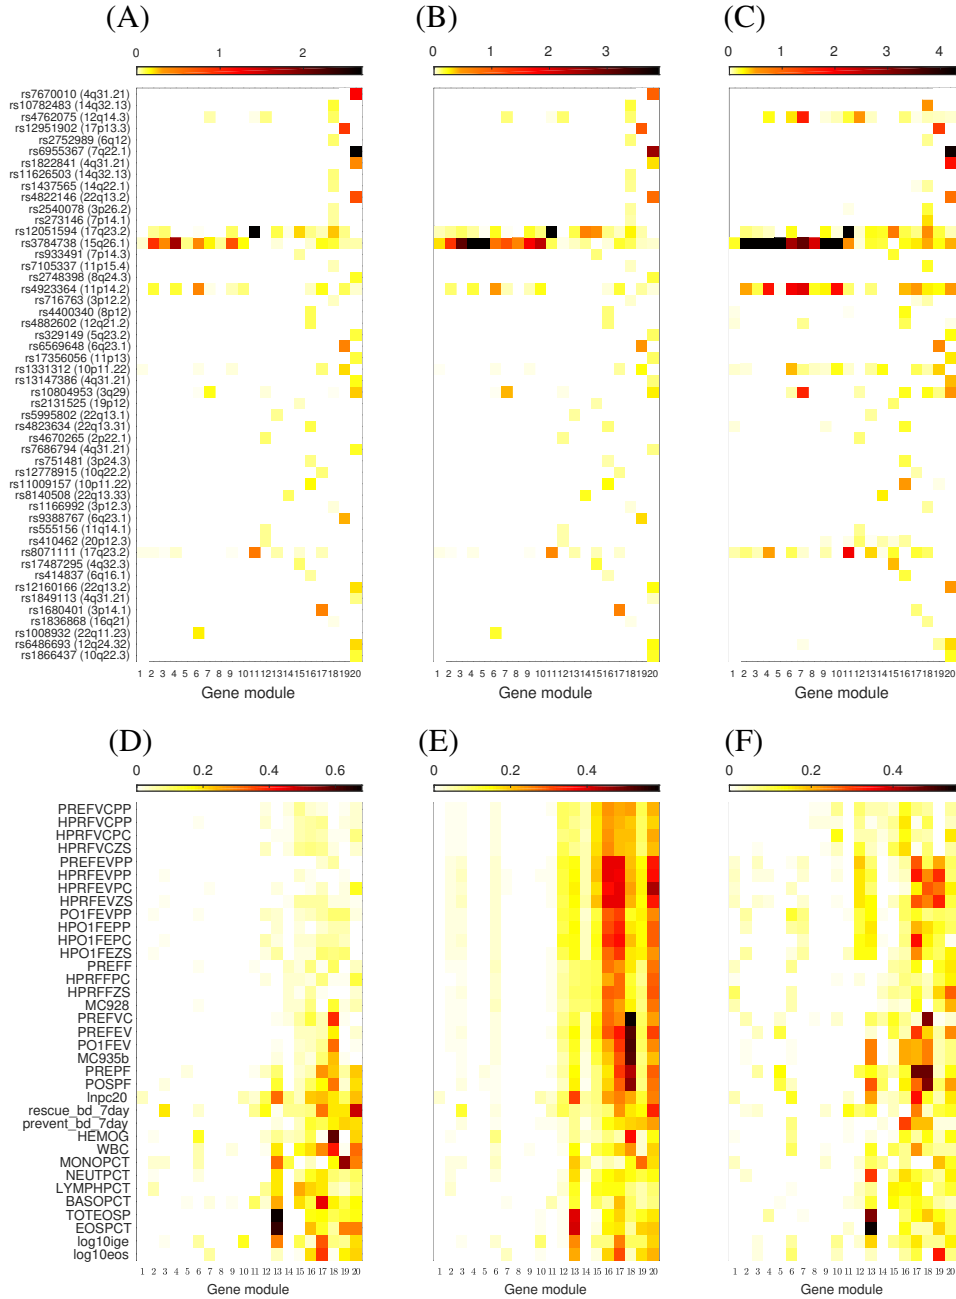 (A) (B) (C)
0 1 2 0 1 2 3 0 1 2 3 4
rs7670010 (4q31.21)
rs10782483 (14q32.13)
rs4762075 (12q14.3)
rs12951902 (17p13.3)
rs2752989 (6q12)
rs6955367 (7q22.1)
rs1822841 (4q31.21)
rs11626503 (14q32.13)
rs1437565 (14q22.1)
rs4822146 (22q13.2)
rs2540078 (3p26.2)
rs273146 (7p14.1)
rs12051594 (17q23.2)
rs3784738 (15q26.1)
rs933491 (7p14.3)
rs7105337 (11p15.4)
rs2748398 (8q24.3)
rs4923364 (11p14.2)
rs716763 (3p12.2)
rs4400340 (8p12)
rs4882602 (12q21.2)
rs329149 (5q23.2)
rs6569648 (6q23.1)
rs17356056 (11p13)
rs1331312 (10p11.22)
rs13147386 (4q31.21)
rs10804953 (3q29)
rs2131525 (19p12)
rs5995802 (22q13.1)
rs4823634 (22q13.31)
rs4670265 (2p22.1)
rs7686794 (4q31.21)
rs751481 (3p24.3)
rs12778915 (10q22.2)
rs11009157 (10p11.22)
rs8140508 (22q13.33)
rs1166992 (3p12.3)
rs9388767 (6q23.1)
rs555156 (11q14.1)
rs410462 (20p12.3)
rs8071111 (17q23.2)
rs17487295 (4q32.3)
rs414837 (6q16.1)
rs12160166 (22q13.2)
rs1849113 (4q31.21)
rs1680401 (3p14.1)
rs1836868 (16q21)
rs1008932 (22q11.23)
rs6486693 (12q24.32)
rs1866437 (10q22.3)
1 2 3 4 5 6 7 8 9 10 11 12 13 14 15 16 17 18 19 20 1 2 3 4 5 6 7 8 9 10 11 12 13 14 15 16 17 18 19 20 1 2 3 4 5 6 7 8 9 10 11 12 13 14 15 16 17 18 19 20
Gene module Gene module Gene module
(D) (E) (F)
0 0.2 0.4 0.6 0 0.2 0.4 0 0.2 0.4
PREFVCPP
HPRFVCPP
HPRFVCPC
HPRFVCZS
PREFEVPP
HPRFEVPP
HPRFEVPC
HPRFEVZS
PO1FEVPP
HPO1FEPP
HPO1FEPC
HPO1FEZS
PREFF
HPRFFPC
HPRFFZS
MC928
PREFVC
PREFEV
PO1FEV
MC935b
PREPF
POSPF
lnpc20
rescue_bd_7day
prevent_bd_7day
HEMOG
WBC
MONOPCT
NEUTPCT
LYMPHPCT
BASOPCT
TOTEOSP
EOSPCT
log10ige
log10eos
1 2 3 4 5 6 7 8 9 10 11 12 13 14 15 16 17 18 19 20 1 2 3 4 5 6 7 8 9 10 11 12 13 14 15 16 17 18 19 20 1 2 3 4 5 6 7 8 9 10 11 12 13 14 15 16 17 18 19 20
Gene module Gene module Gene module